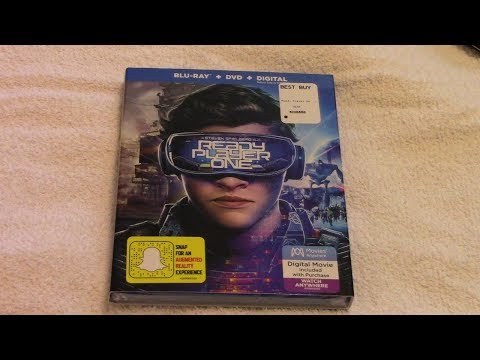 BLU-RAY + DVD + DIGITAL
BEST BUY
A STEVEN SPIELBERG FILM
READY
PLAYER
ONE
SNAP
FOR AN
AUGMENTED
REALITY
EXPERIENCE
Movies
Anywhere
Digital Movie
Included
with Purchase
WATCH
ANYWHERE